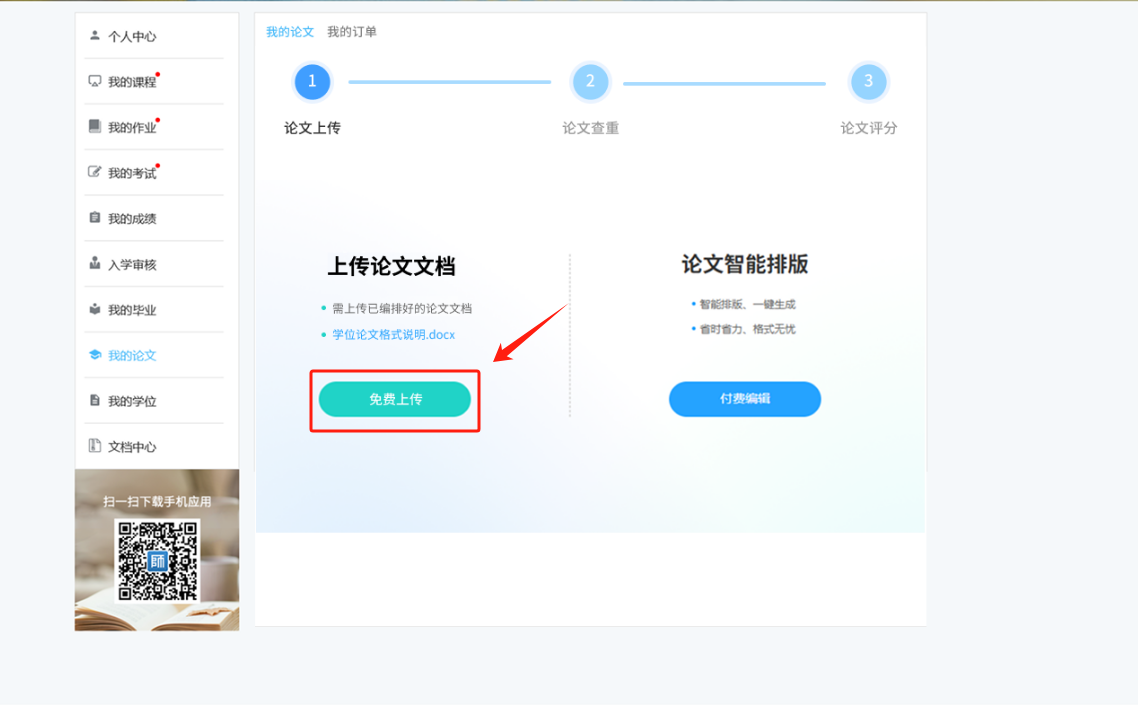 个人中心
我的课程
我的作业
我的考试
我的成绩
入学审核
我的毕业
我的论文
我的学位
文档中心
扫一扫下载手机应用
師
我的论文 我的订单
1 2 3
论文上传 论文查重 论文评分
上传论文文档
需上传已编排好的论文文档
学位论文格式说明.docx
免费上传
论文智能排版
智能排版、一键生成
省时省力、格式无忧
付费编辑